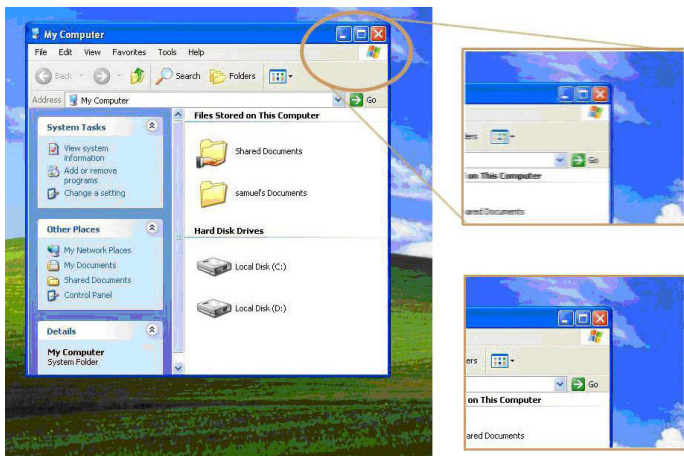 My Computer
File Edit View Favorites Tools Help
Back Search Folders
Address My Computer Go
System Tasks
View system
information
Add or remove
programs
Change a setting
Other Places
My Network Places
My Documents
Shared Documents
Control Panel
Details
My Computer
System Folder
Files Stored on This Computer
Shared Documents
samuel's Documents
Hard Disk Drives
Local Disk (C:)
Local Disk (D:)
ers
Go
on This Computer
ared Documents
ers
Go
on This Computer
ared Documents